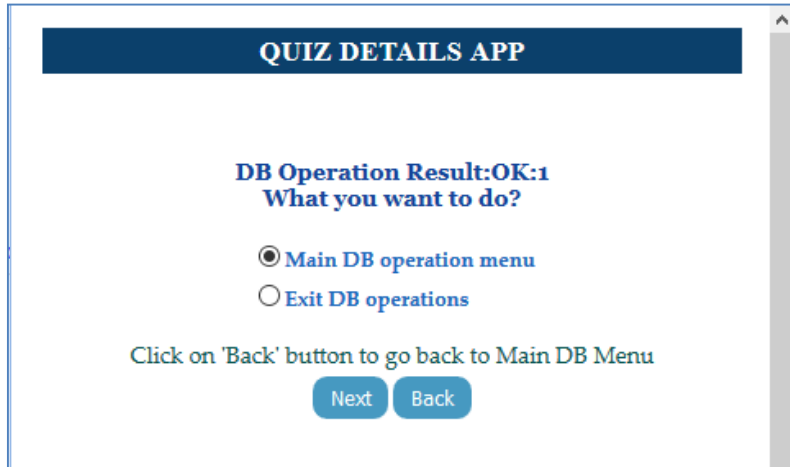 QUIZ DETAILS APP
DB Operation Result:OK:1
What you want to do?
Main DB operation menu
Exit DB operations
Click on 'Back' button to go back to Main DB Menu
Next Back